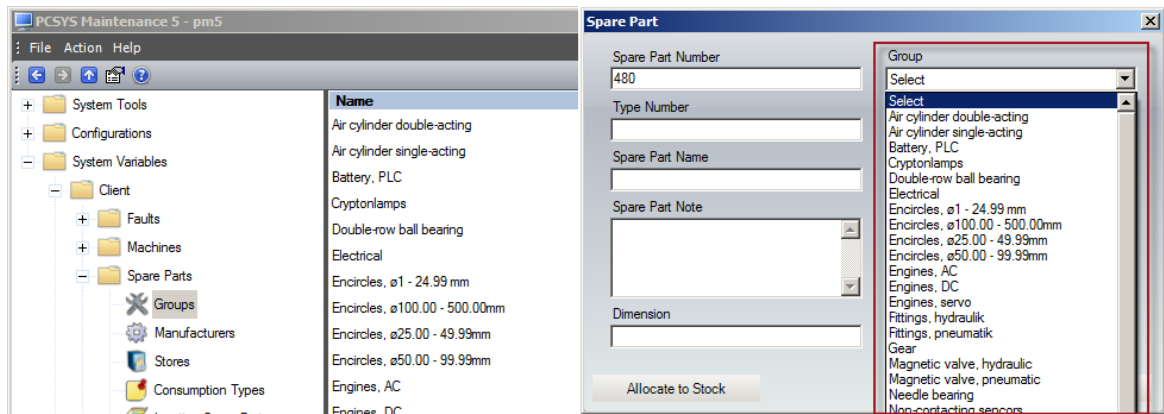 PCSYS Maintenance 5 - pm5
File Action Help
System Tools
Configurations
System Variables
Client
Faults
Machines
Spare Parts
Groups
Manufacturers
Stores
Consumption Types
Name
Air cylinder double-acting
Air cylinder single-acting
Battery, PLC
Cryptonlamps
Double-row ball bearing
Electrical
Encircles, ø1 - 24.99 mm
Encircles, ø100.00 - 500.00mm
Encircles, ø25.00 - 49.99mm
Encircles, ø50.00 - 99.99mm
Engines, AC
Engines, DC
Spare Part
Spare Part Number
480
Type Number
Spare Part Name
Spare Part Note
Dimension
Allocate to Stock
Group
Select
Select
Air cylinder double-acting
Air cylinder single-acting
Battery, PLC
Cryptonlamps
Double-row ball bearing
Electrical
Encircles, ø1 - 24.99 mm
Encircles, ø100.00 - 500.00mm
Encircles, ø25.00 - 49.99mm
Encircles, ø50.00 - 99.99mm
Engines, AC
Engines, DC
Engines, servo
Fittings, hydraulik
Fittings, pneumatik
Gear
Magnetic valve, hydraulic
Magnetic valve, pneumatic
Needle bearing
Non-contacting sencors